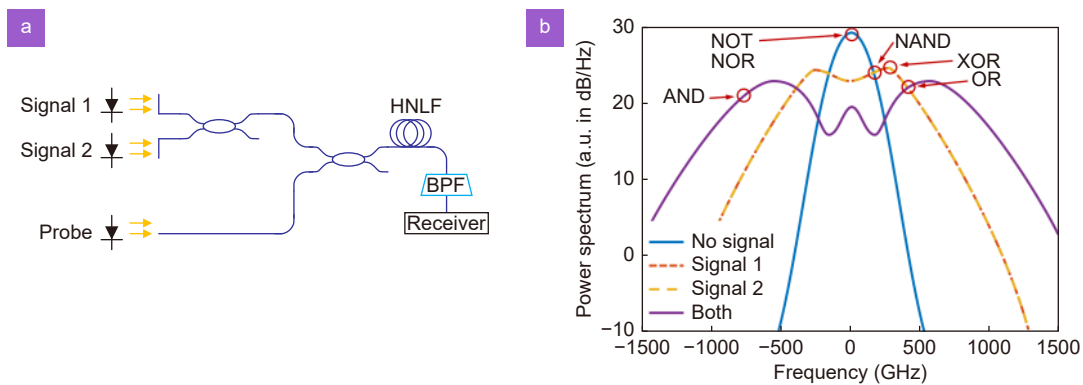 a
Signal 1
Signal 2
Probe
HNLF
BPF
Receiver
b
Power spectrum (a.u. in dB/Hz)
30
20
10
0
−10
−1500 −1000 −500 0 500 1000 1500
Frequency (GHz)
NOT
NOR
NAND
XOR
OR
AND
No signal
Signal 1
Signal 2
Both